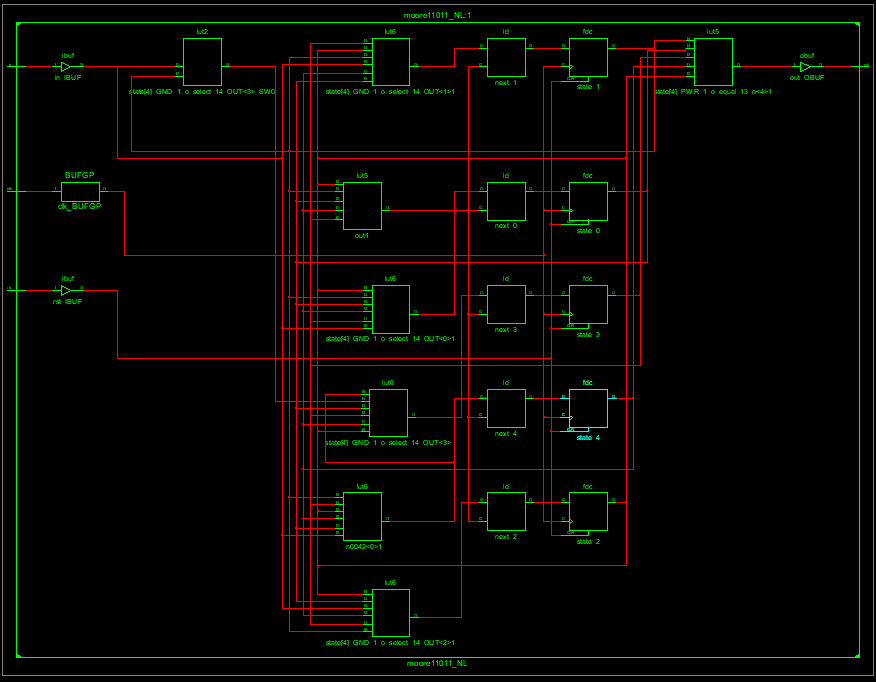 moore11011_NL:1
ibuf
in_IBUF
lut2
state[4]_GND_1_o_select_14_OUT<3>_SW0
lut6
state[4]_GND_1_o_select_14_OUT<1>1
ld
next_1
fdc
state_1
lut5
state[4]_PWR_1_o_equal_13_o<4>1
obuf
out_OBUF
BUFGP
clk_BUFGP
lut5
out1
ld
next_0
fdc
state_0
ibuf
rst_IBUF
lut6
state[4]_GND_1_o_select_14_OUT<0>1
ld
next_3
fdc
state_3
lut6
state[4]_GND_1_o_select_14_OUT<3>
ld
next_4
fdc
state_4
lut6
n0042<0>1
ld
next_2
fdc
state_2
lut6
state[4]_GND_1_o_select_14_OUT<2>1
moore11011_NL